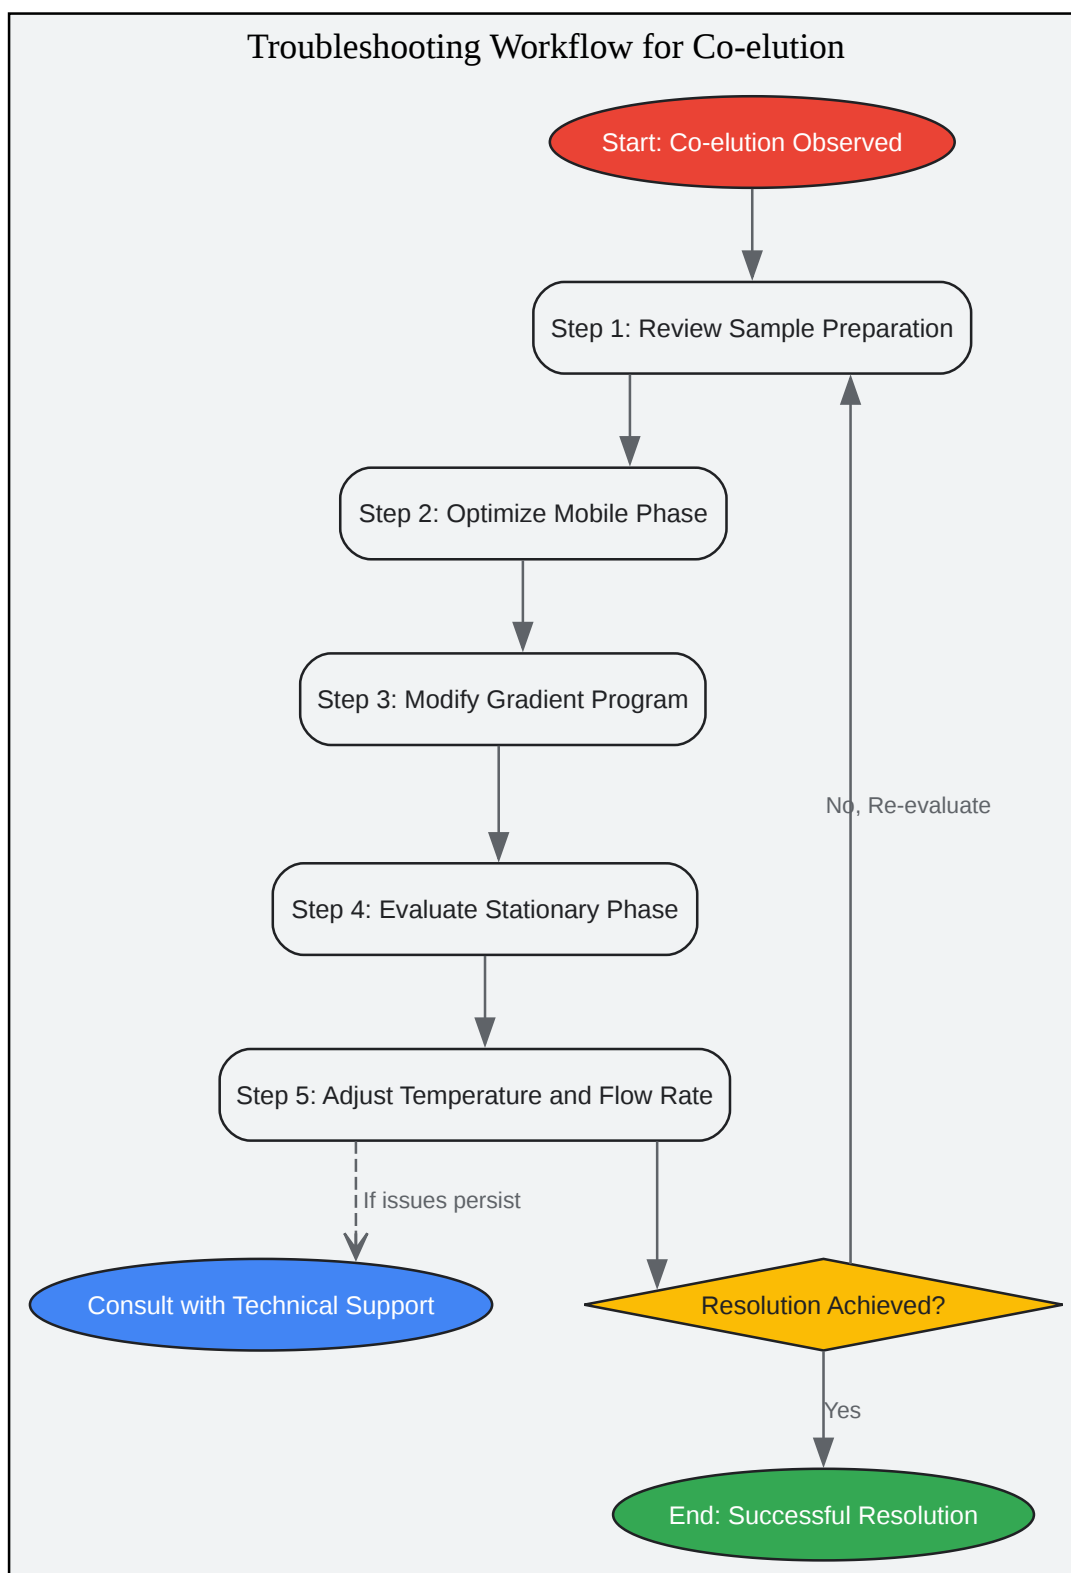 Troubleshooting Workflow for Co-elution
Start: Co-elution Observed
Step 1: Review Sample Preparation
Step 2: Optimize Mobile Phase
Step 3: Modify Gradient Program
No, Re-evaluate
Step 4: Evaluate Stationary Phase
Step 5: Adjust Temperature and Flow Rate
If issues persist
Consult with Technical Support
Resolution Achieved?
Yes
End: Successful Resolution